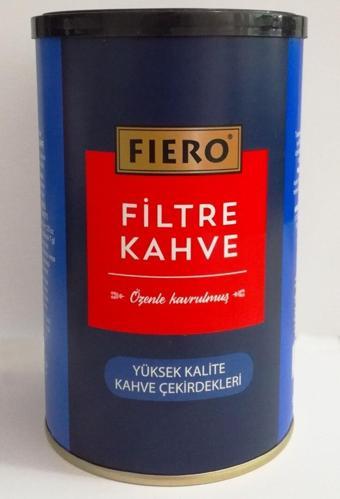 FIERO®
FİLTRE
KAHVE
Özenle kavrulmuş
YÜKSEK KALİTE
KAHVE ÇEKİRDEKLERİ